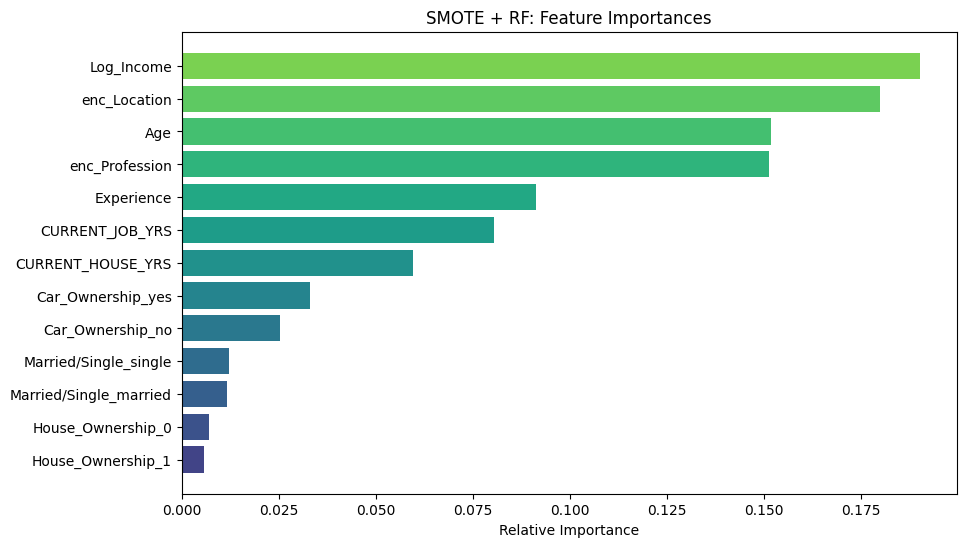 SMOTE + RF: Feature Importances
Log_Income
enc_Location
Age
enc_Profession
Experience
CURRENT_JOB_YRS
CURRENT_HOUSE_YRS
Car_Ownership_yes
Car_Ownership_no
Married/Single_single
Married/Single_married
House_Ownership_0
House_Ownership_1
0.000 0.025 0.050 0.075 0.100 0.125 0.150 0.175
Relative Importance